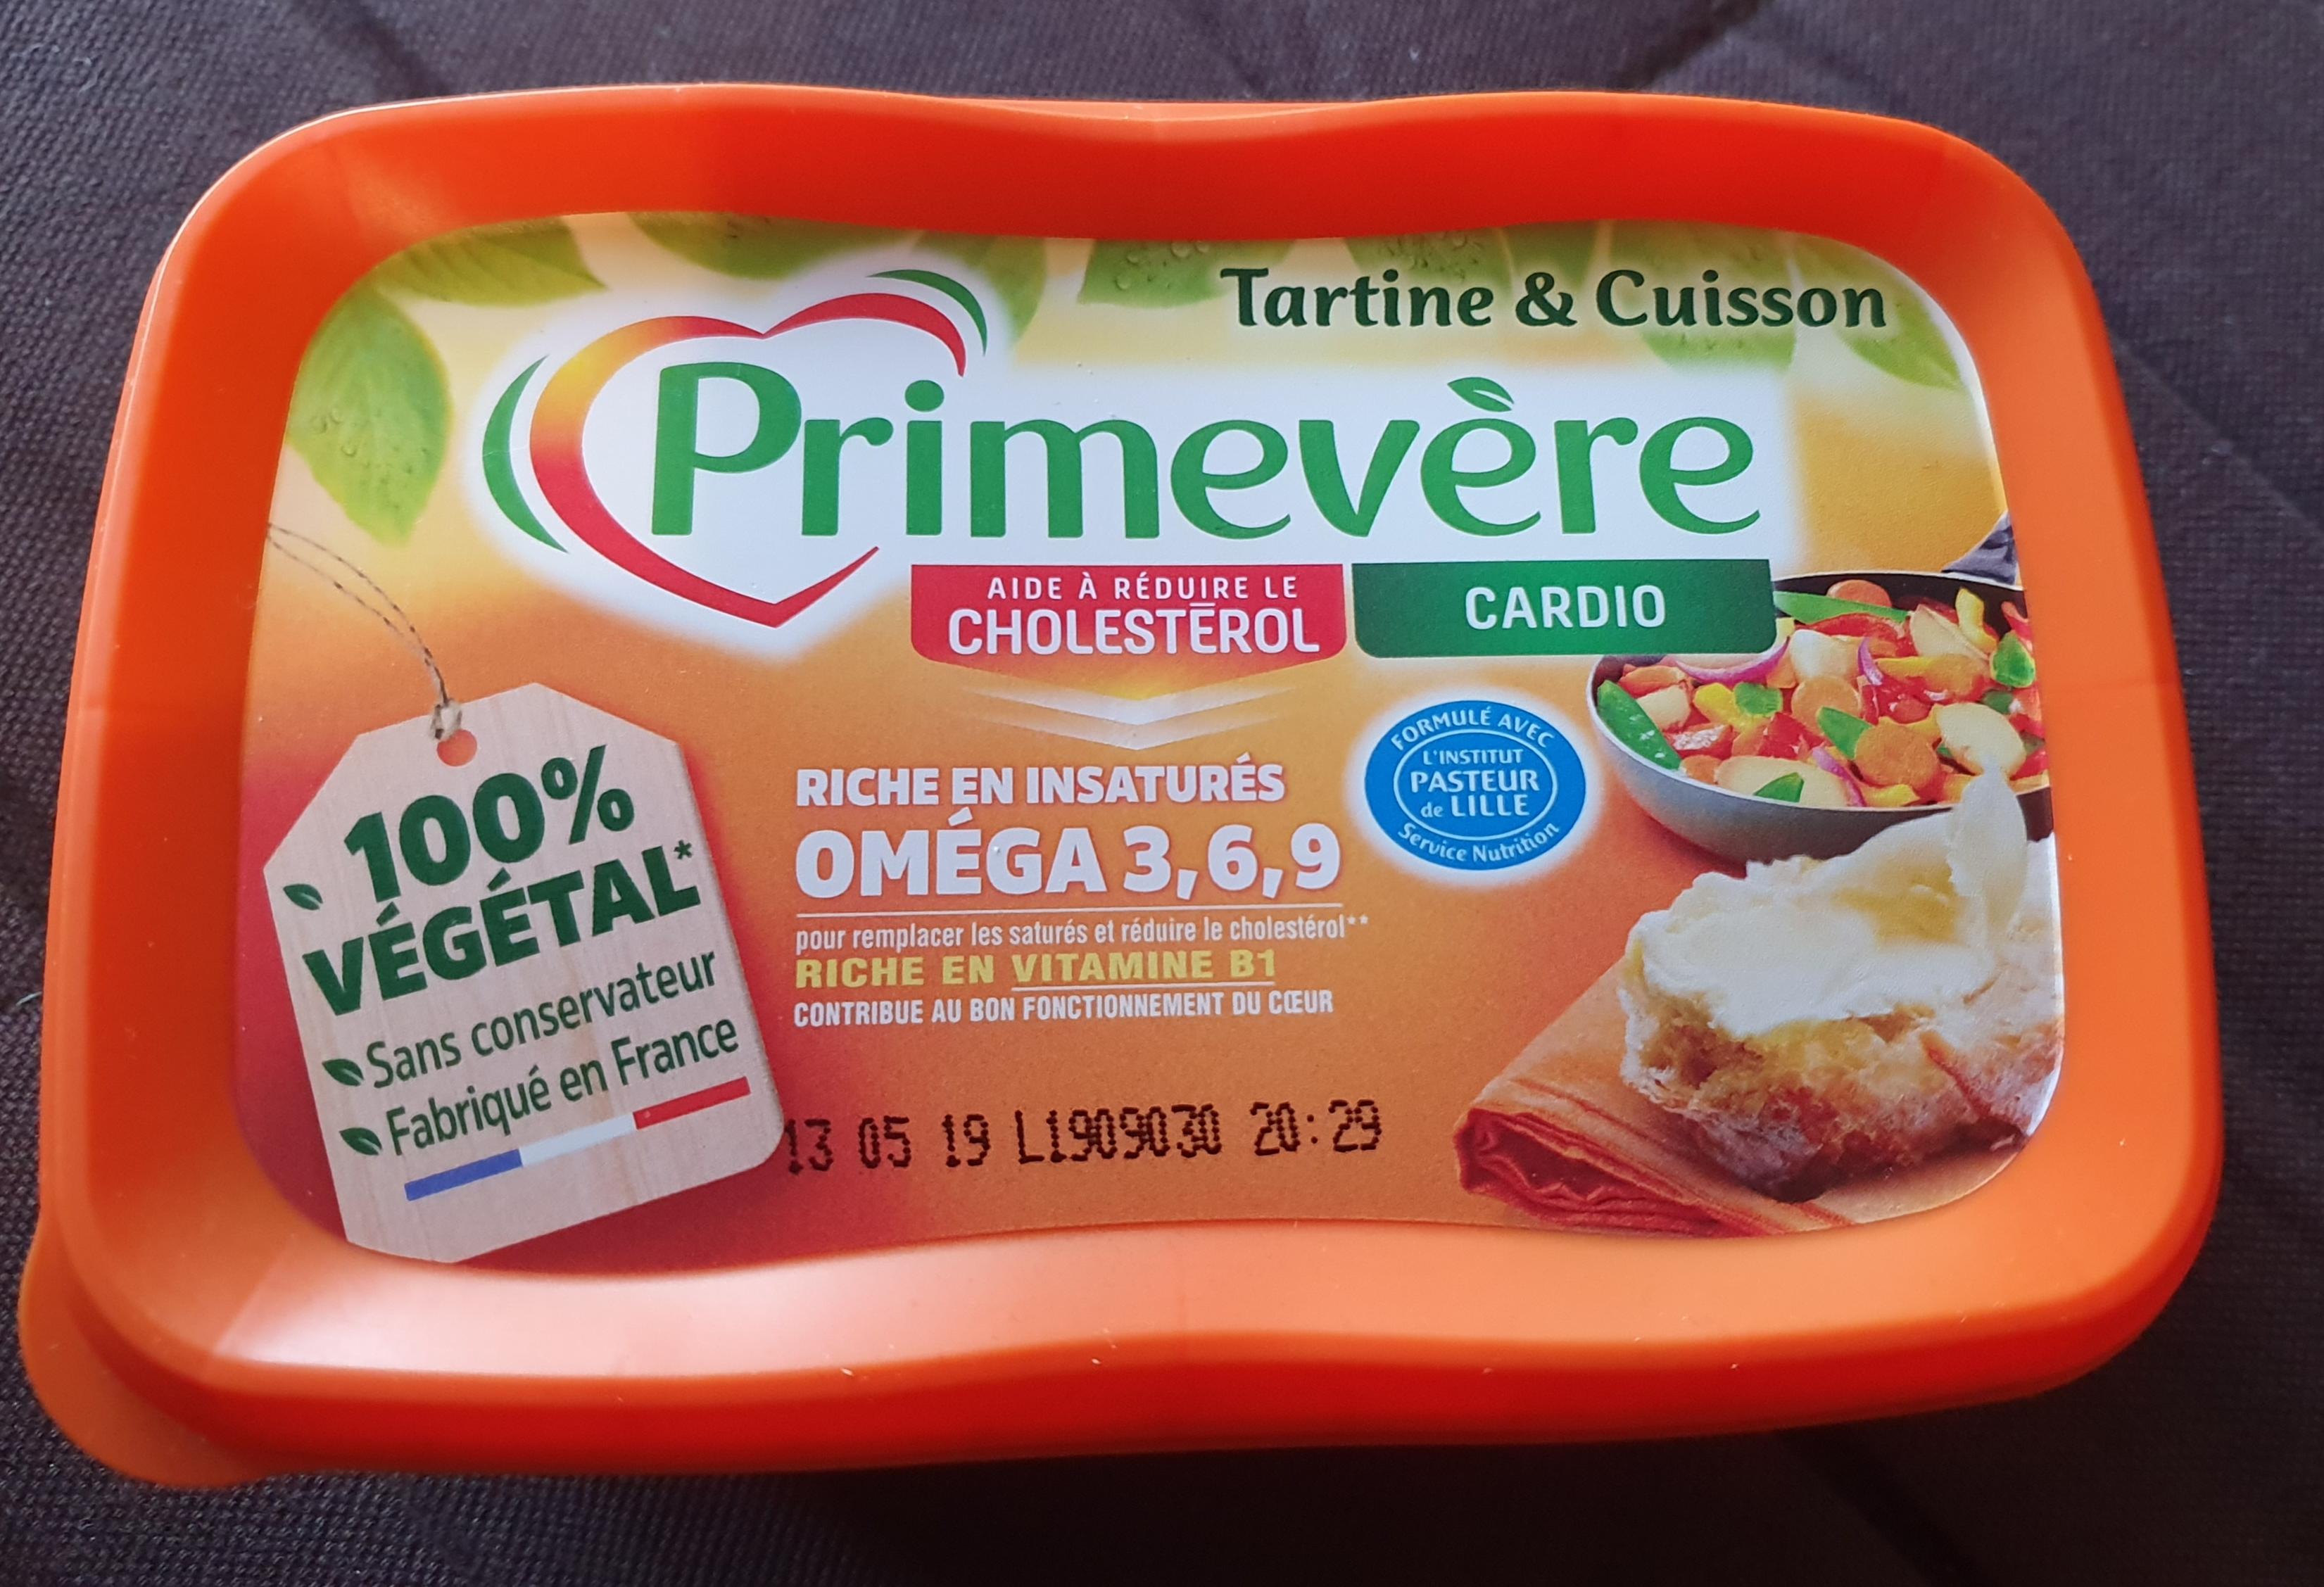 Tartine & Cuisson
Primevère
AIDE À RÉDUIRE LE
CHOLESTÉROL
CARDIO
100%
VÉGÉTAL*
Sans conservateur
Fabriqué en France
RICHE EN INSATURÉS
OMÉGA 3,6,9
pour remplacer les saturés et réduire le cholestérol**
RICHE EN VITAMINE B1
CONTRIBUE AU BON FONCTIONNEMENT DU CŒUR
FORMULÉ AVEC
L'INSTITUT
PASTEUR
de LILLE
Service Nutrition
13 05 19 L1909030 20:29